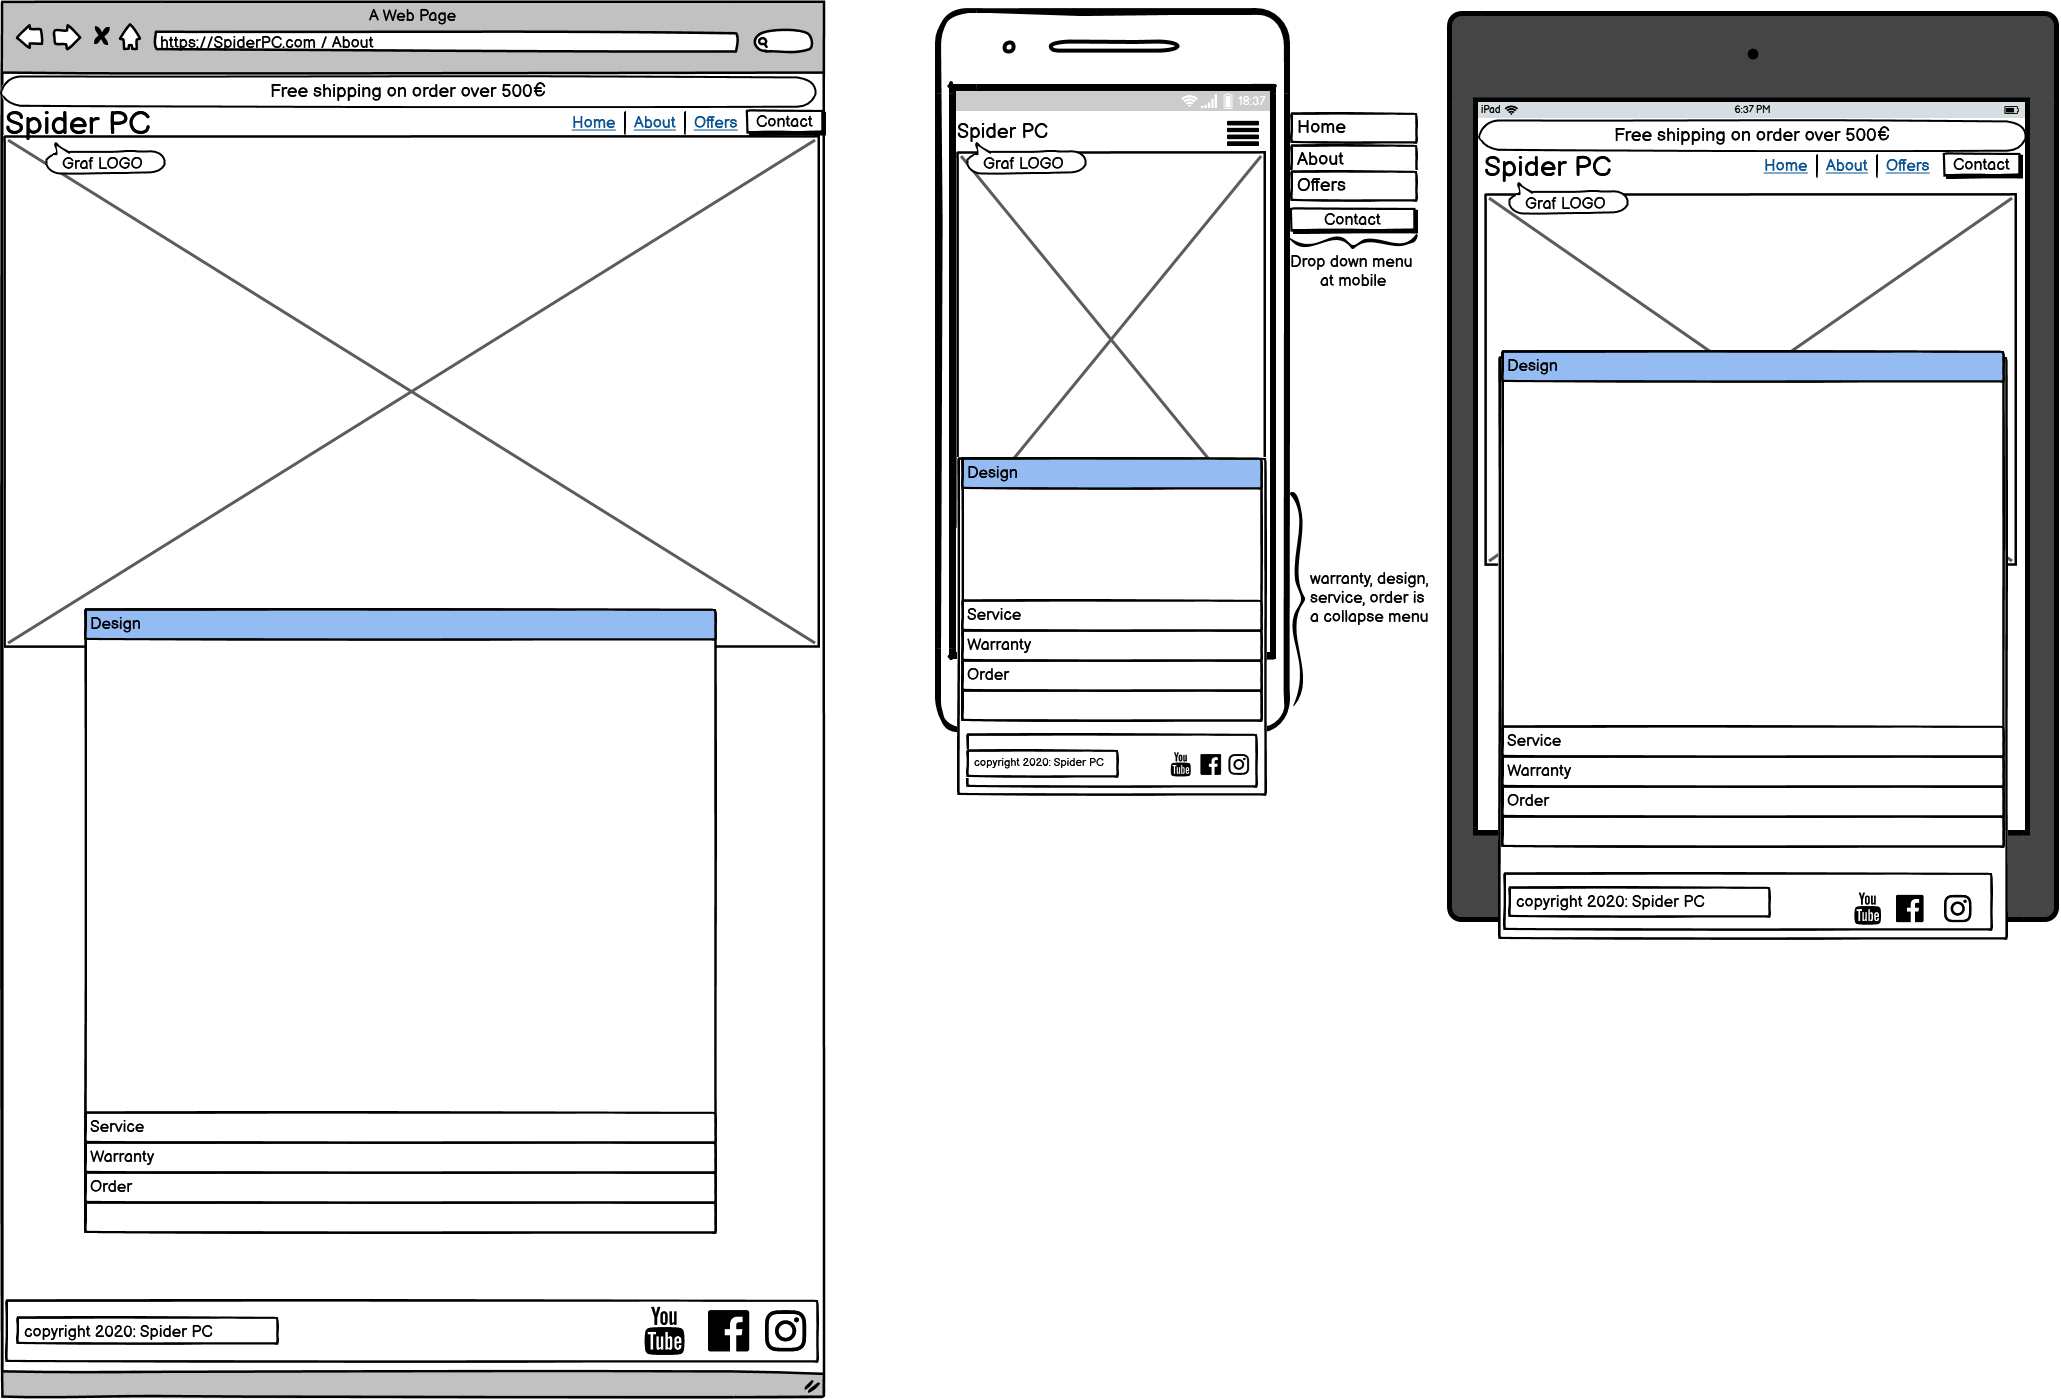 A Web Page
https://SpiderPC.com / About
Free shipping on order over 500€
Spider PC
Home
About
Offers
Contact
Graf LOGO
Design
Service
Warranty
Order
copyright 2020: Spider PC
You
Tube
18:37
Spider PC
Graf LOGO
Home
About
Offers
Contact
Drop down menu
at mobile
Design
warranty, design,
service, order is
a collapse menu
Service
Warranty
Order
copyright 2020: Spider PC
You
Tube
iPad
6:37 PM
Free shipping on order over 500€
Spider PC
Home
About
Offers
Contact
Graf LOGO
Design
Service
Warranty
Order
copyright 2020: Spider PC
You
Tube